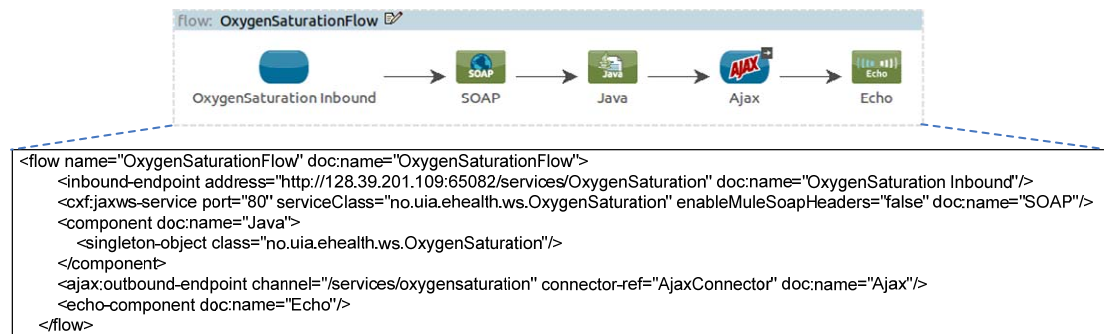 flow: OxygenSaturationFlow
SOAP Java AJAX Echo
OxygenSaturation Inbound SOAP Java Ajax Echo
<flow name="OxygenSaturationFlow" doc:name="OxygenSaturationFlow">
<inbound-endpoint address="http://128.39.201.109:65082/services/OxygenSaturation" doc:name="OxygenSaturation Inbound"/>
<cxf:jaxws-service port="80" serviceClass="no.uia.ehealth.ws.OxygenSaturation" enableMuleSoapHeaders="false" doc:name="SOAP"/>
<component doc:name="Java">
<singleton-object class="no.uia.ehealth.ws.OxygenSaturation"/>
</component>
<ajax:outbound-endpoint channel="/services/oxygensaturation" connector-ref="AjaxConnector" doc:name="Ajax"/>
<echo-component doc:name="Echo"/>
</flow>